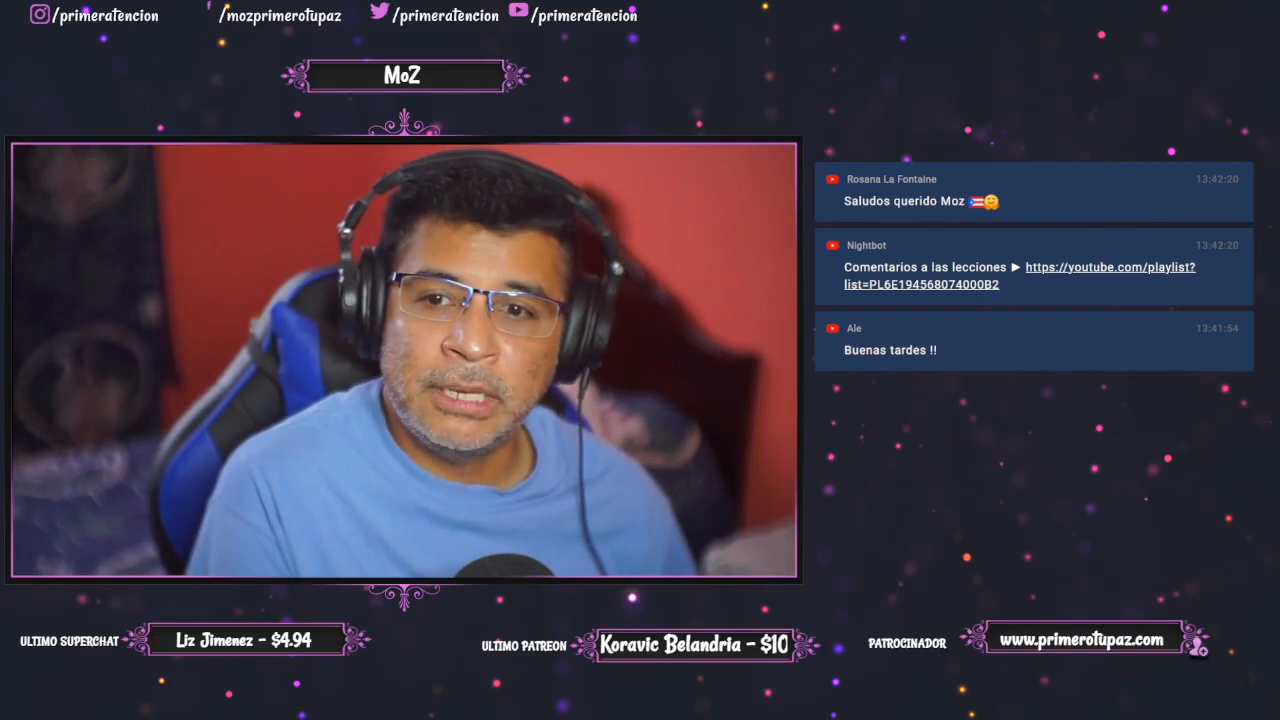 /primeratencion
/mozprimerotupaz
/primeratencion
/primeratencion
MoZ
Rosana La Fontaine
13:42:20
Saludos querido Moz
Nightbot
13:42:20
Comentarios a las lecciones ► https://youtube.com/playlist?
list=PL6E194568074000B2
Ale
13:41:54
Buenas tardes !!
ULTIMO SUPERCHAT
Liz Jimenez - $4.94
ULTIMO PATREON
Koravic Belandria - $10
PATROCINADOR
www.primerotupaz.com